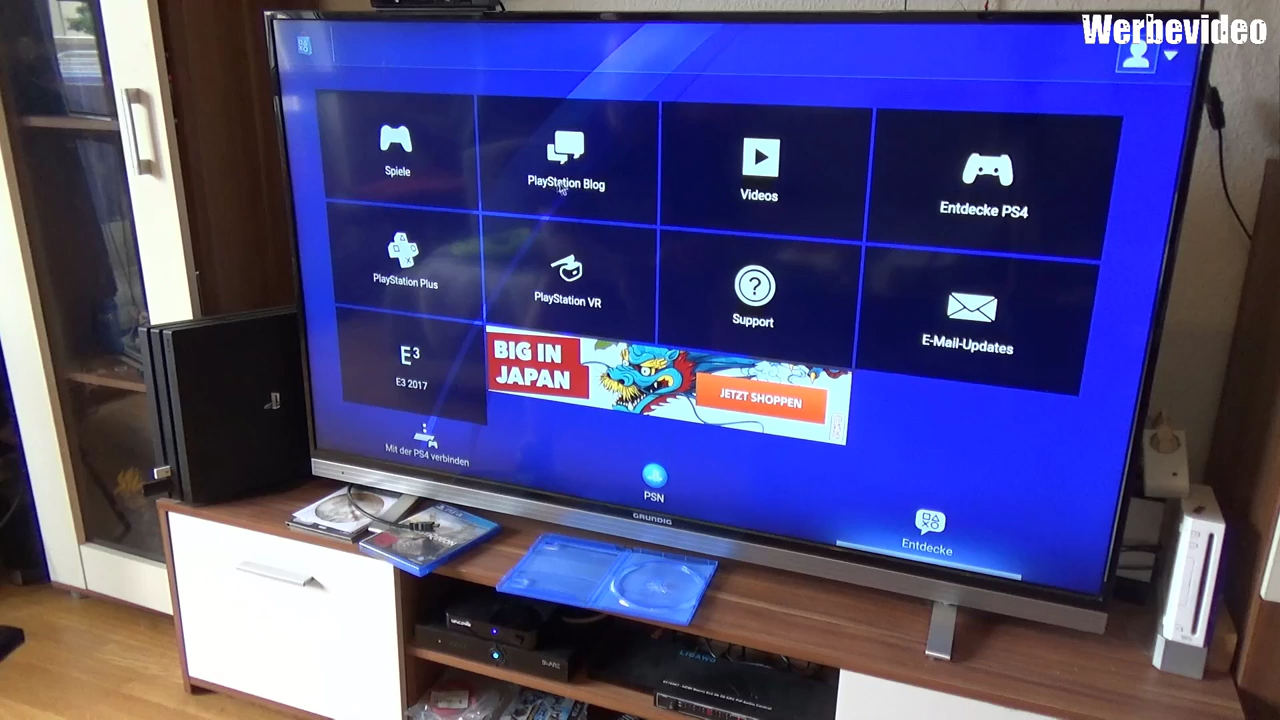 Werbevideo
Spiele
PlayStation Blog
Videos
Entdecke PS4
PlayStation Plus
PlayStation VR
Support
E-Mail-Updates
E3
E3 2017
BIG IN
JAPAN
JETZT SHOPPEN
Mit der PS4 verbinden
PSN
Entdecke
GRUNDIG